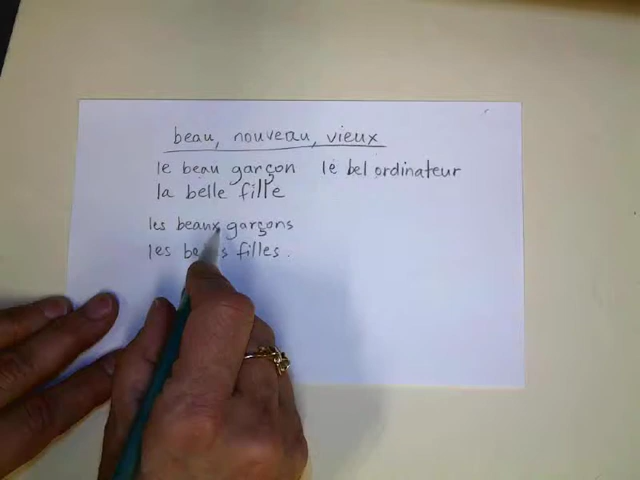 beau, nouveau, vieux
le beau garçon le bel ordinateur
la belle fille
les beaux garçons
les filles.